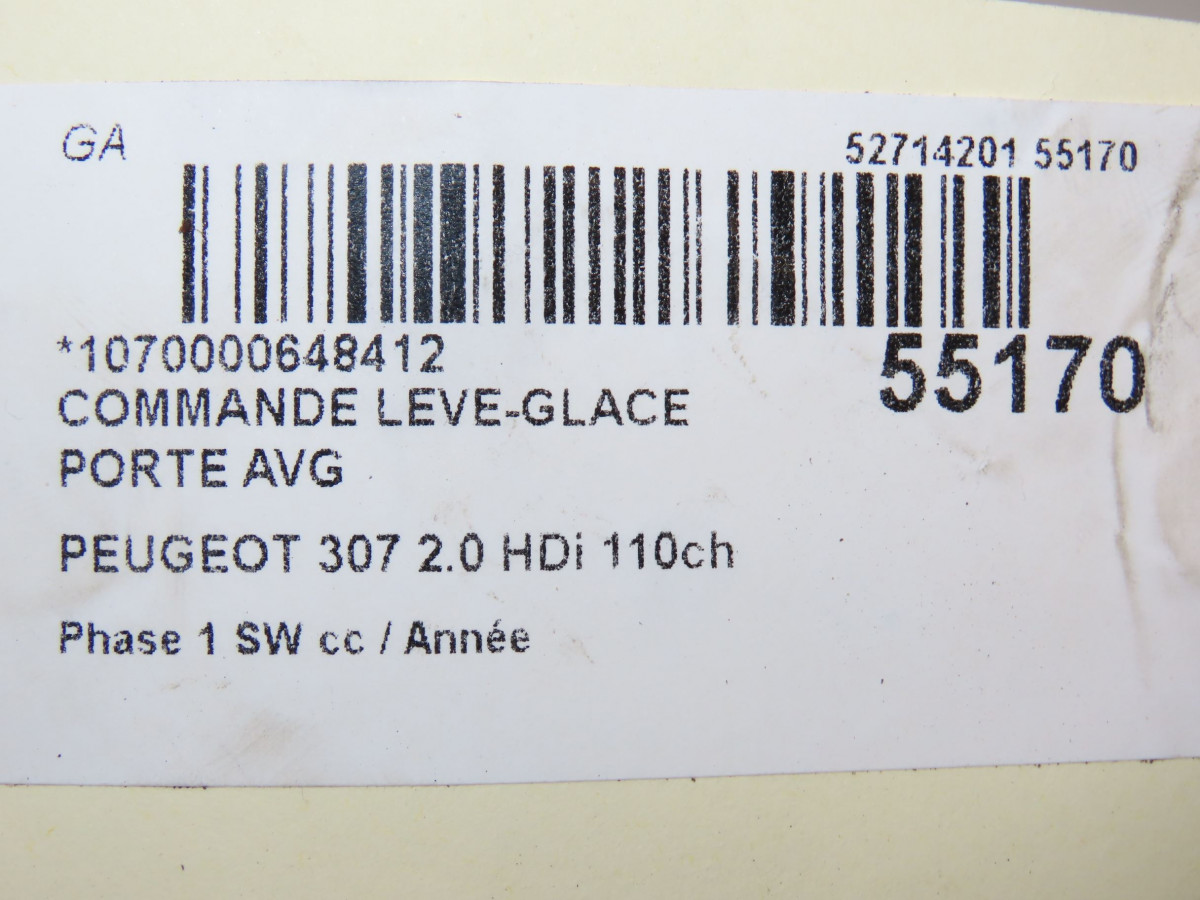 GA
52714201 55170
*1070000648412
55170
COMMANDE LEVE-GLACE
PORTE AVG
PEUGEOT 307 2.0 HDi 110ch
Phase 1 SW cc / Année